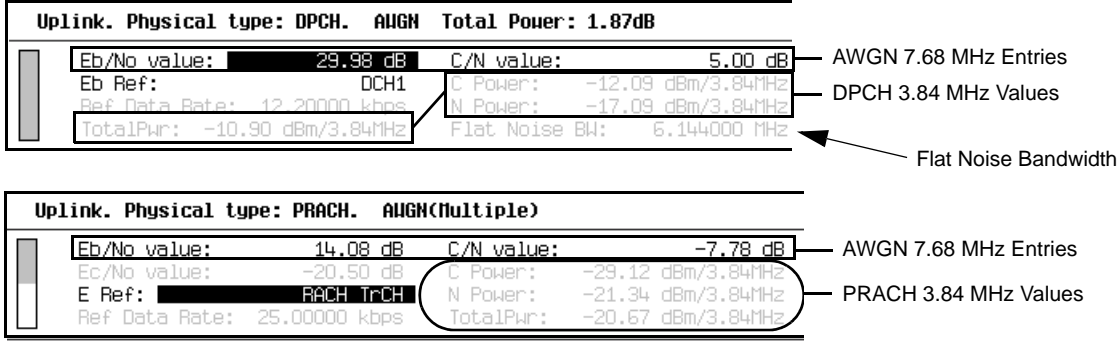 Uplink. Physical type: DPCH. AWGN Total Power: 1.87dB
Eb/No value: 29.98 dB C/N value: 5.00 dB
AWGN 7.68 MHz Entries
Eb Ref: DCH1 C Power: -12.09 dBm/3.84MHz
DPCH 3.84 MHz Values
Ref Data Rate: 12.20000 kbps N Power: -17.09 dBm/3.84MHz
TotalPwr: -10.90 dBm/3.84MHz Flat Noise BW: 6.144000 MHz
Flat Noise Bandwidth
Uplink. Physical type: PRACH. AWGN(Multiple)
Eb/No value: 14.08 dB C/N value: -7.78 dB
AWGN 7.68 MHz Entries
Ec/No value: -20.50 dB C Power: -29.12 dBm/3.84MHz
E Ref: RACH TrCH N Power: -21.34 dBm/3.84MHz
PRACH 3.84 MHz Values
Ref Data Rate: 25.00000 kbps TotalPwr: -20.67 dBm/3.84MHz